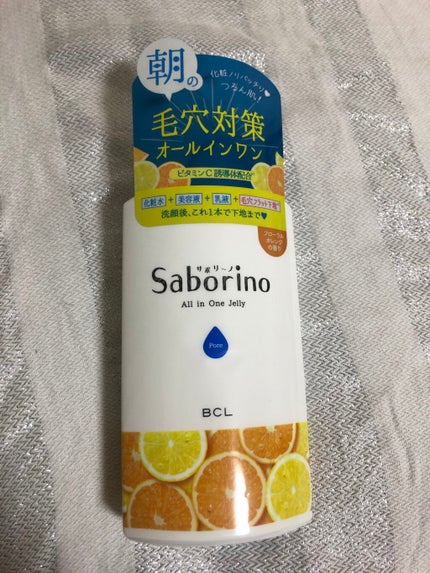 朝の
化粧ノリバッチリ♥
つるん肌!
毛穴対策
オールインワン
ビタミンC誘導体配合
化粧水 + 美容液 + 乳液 + 毛穴フラット下地
洗顔後、これ1本で下地まで♥
フローラル
オレンジ
の香り
サボリーノ
Saborino
All in One Jelly
Pore
BCL